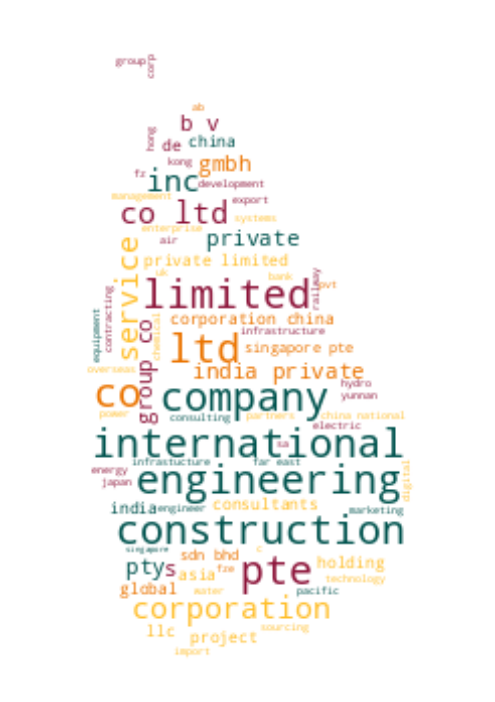 group
corp
ab
b v
hong
de
china
kong
gmbh
fz
inc
development
management
export
co ltd
systems
enterprise
air
private
service
private limited
uk
bank
railway
pvt
limited
equipment
contracting
chemical
corporation china
group co
infrastructure
ltd
singapore pte
overseas
india private
hydro
co
company
yunnan
power
consulting
partners
china national
electric
international
sa
infrastucture
far east
energy
digital
japan
engineering
india
engineer
consultants
marketing
construction
singapore
c
sdn bhd
ptys
pte
holding
asia
fze
technology
global
water
pacific
corporation
llc
project
sourcing
import